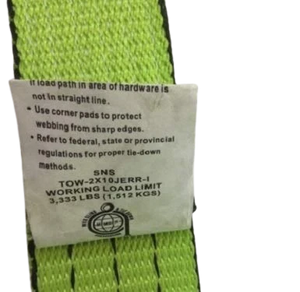 if load path in area of hardware is
not in straight line.
• Use corner pads to protect
webbing from sharp edges.
• Refer to federal, state or provincial
regulations for proper tie-down
methods.
SNS
TOW-2X10JERR-I
WORKING LOAD LIMIT
3,333 LBS (1,512 KGS)